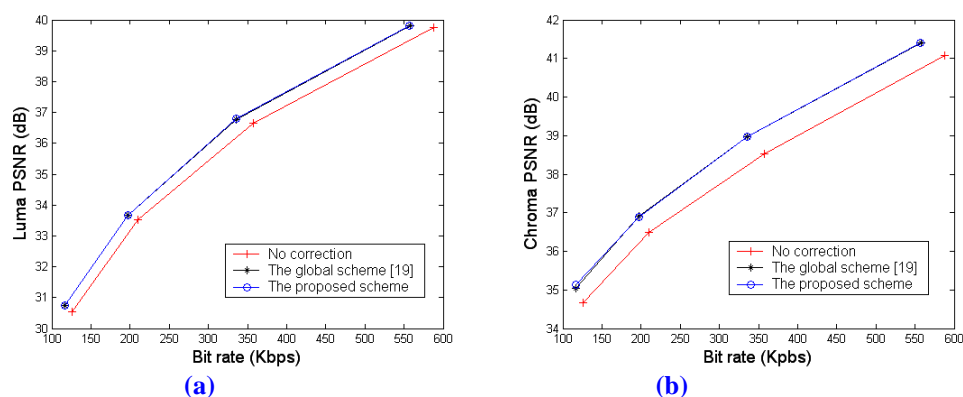 40
39
38
37
36
35
34
33
32
31
30
Luma PSNR (dB)
No correction
The global scheme [19]
The proposed scheme
100 150 200 250 300 350 400 450 500 550 600
Bit rate (Kbps)
(a)
42
41
40
39
38
37
36
35
34
Chroma PSNR (dB)
No correction
The global scheme [19]
The proposed scheme
100 150 200 250 300 350 400 450 500 550 600
Bit rate (Kpbs)
(b)